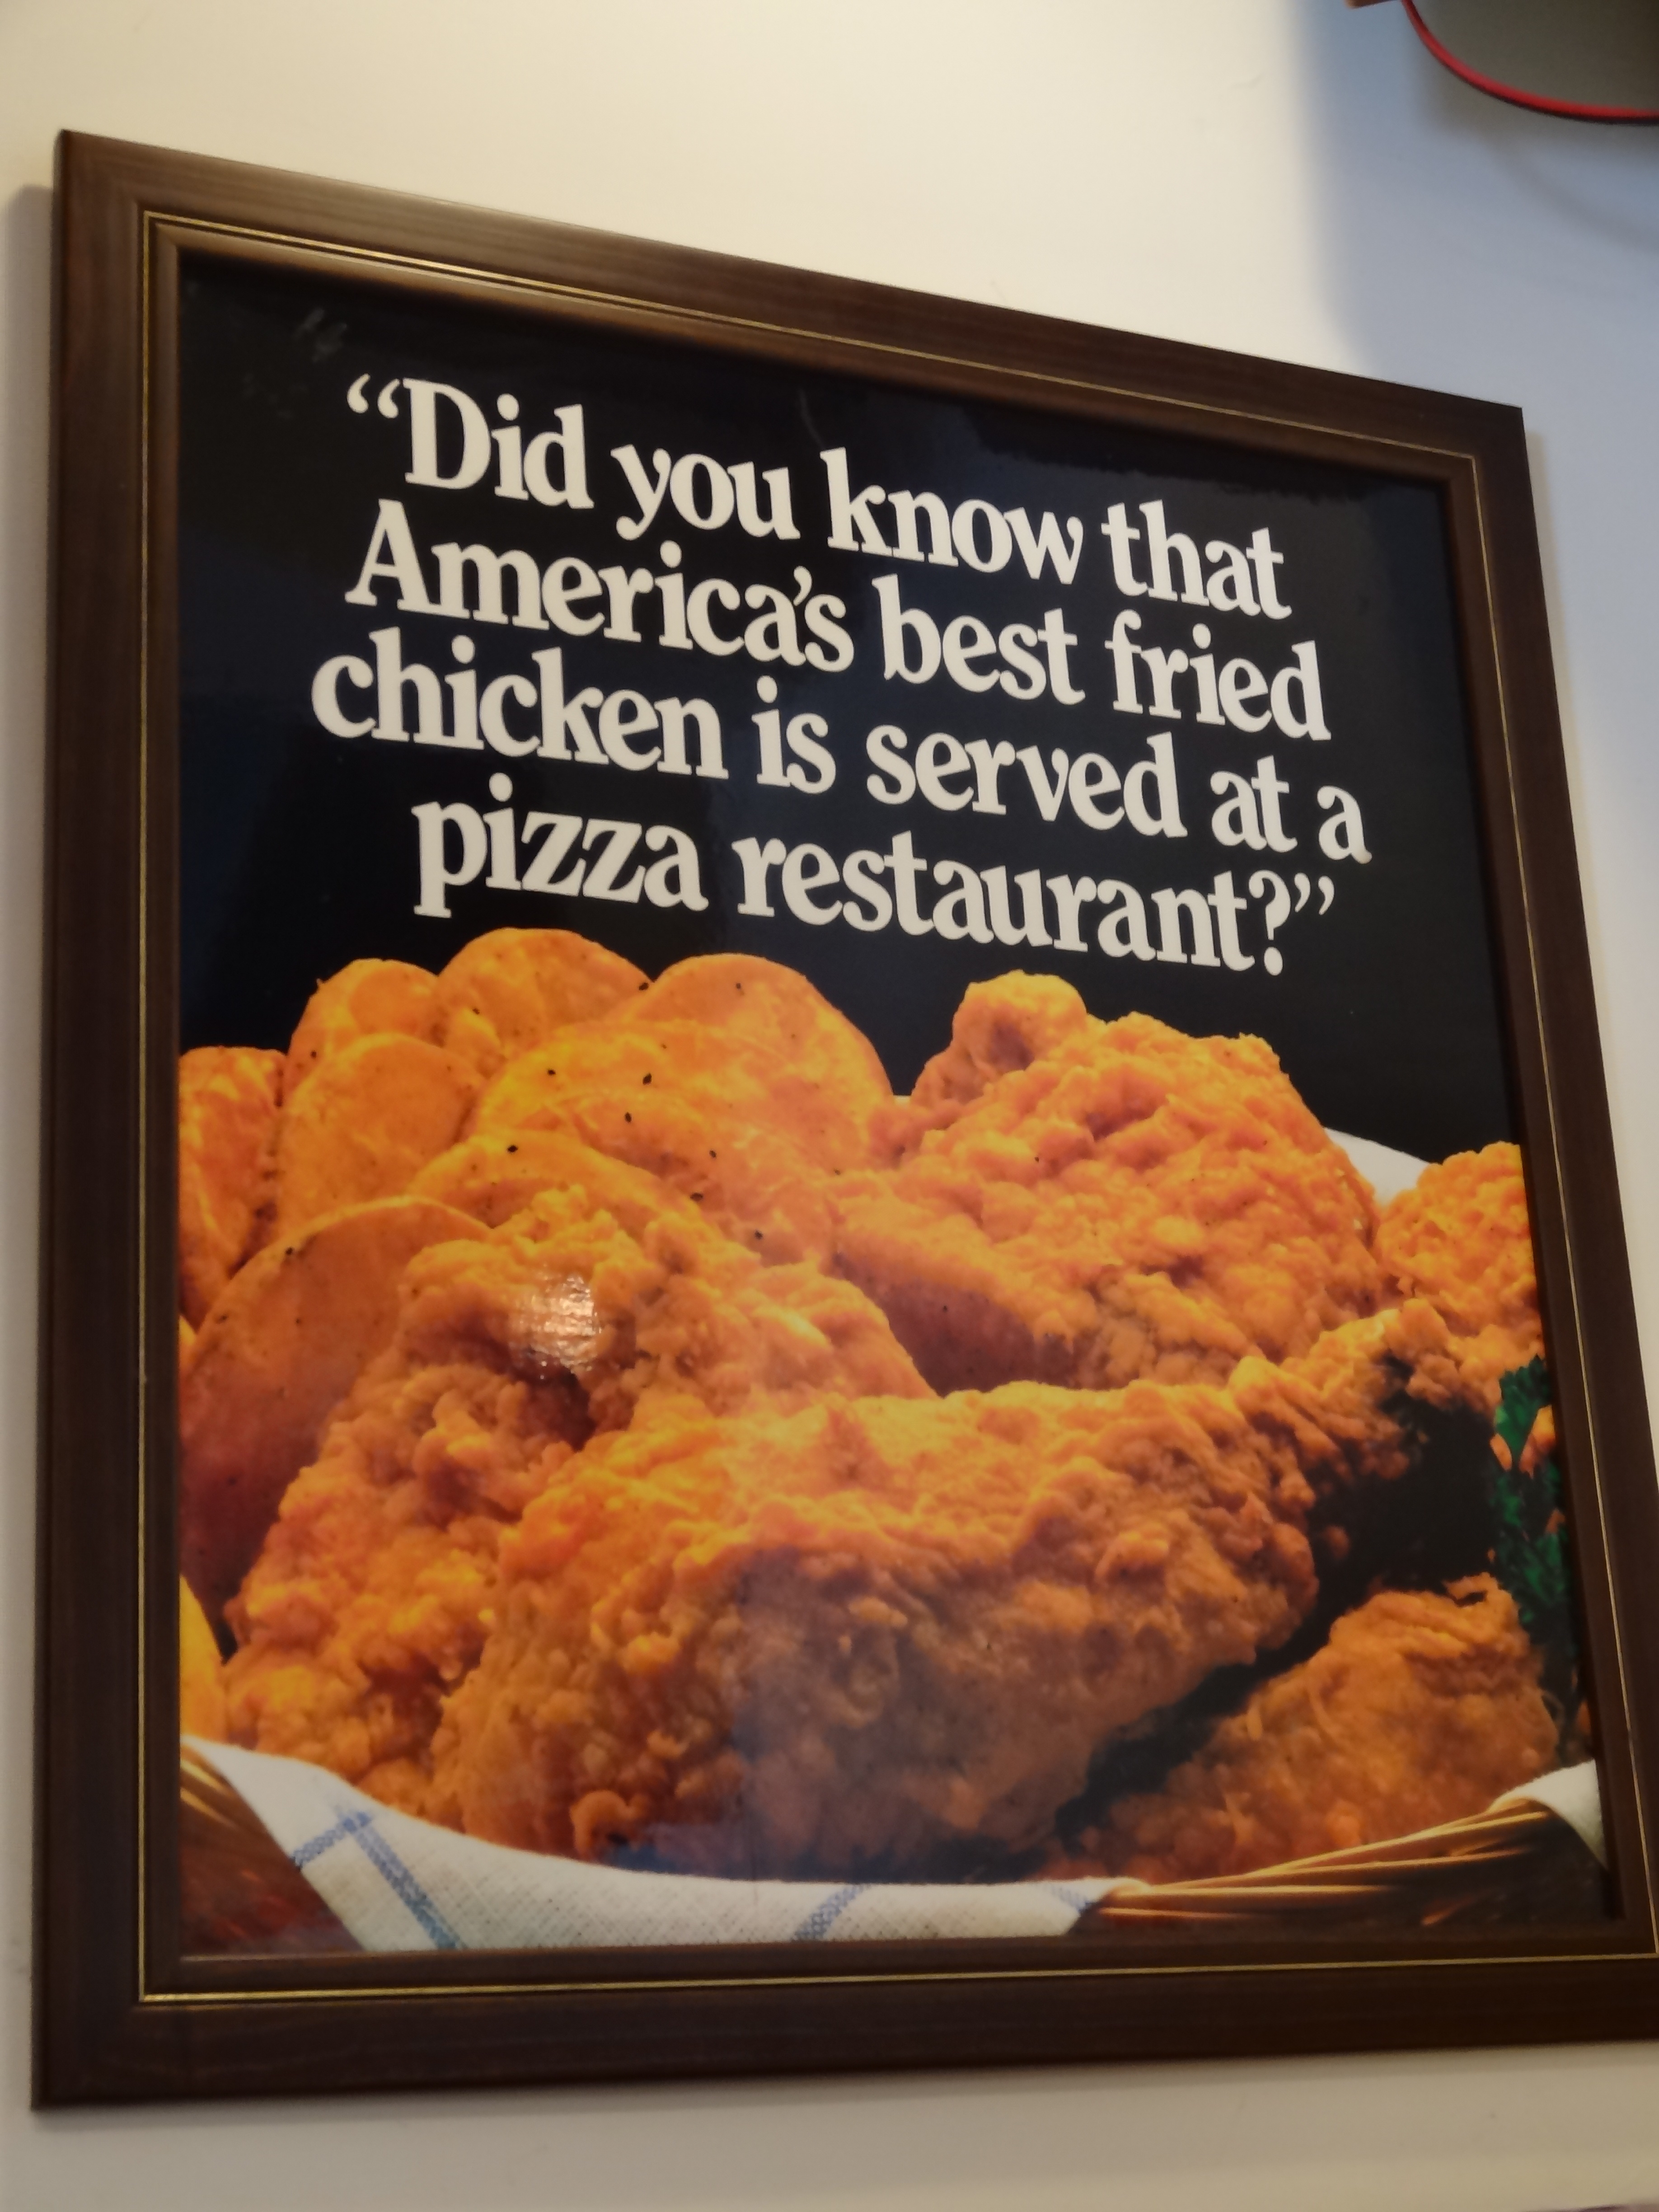 “Did you know that
America’s best fried
chicken is served at a
pizza restaurant?”